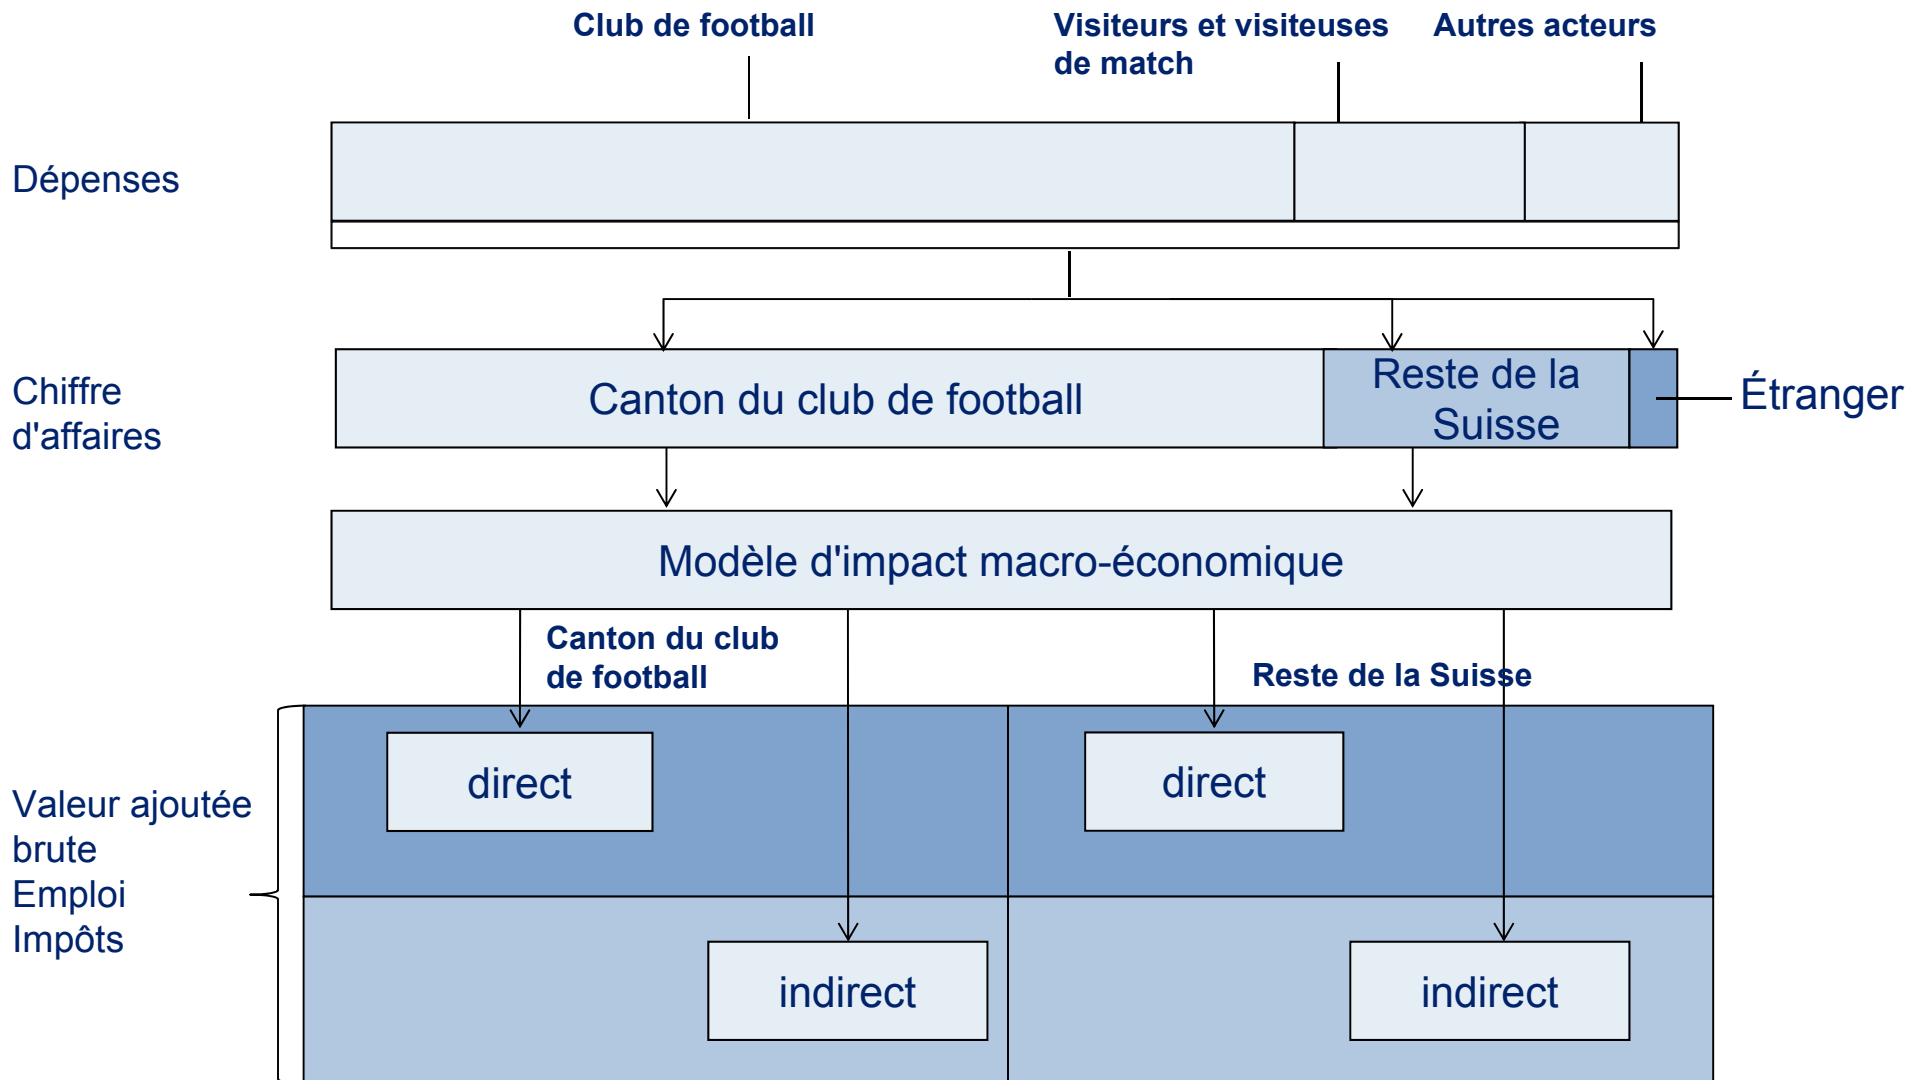 Club de football
Visiteurs et visiteuses
de match
Autres acteurs
Dépenses
Chiffre
d'affaires
Canton du club de football
Reste de la
Suisse
Étranger
Modèle d'impact macro-économique
Canton du club
de football
Reste de la Suisse
direct
direct
Valeur ajoutée
brute
Emploi
Impôts
indirect
indirect